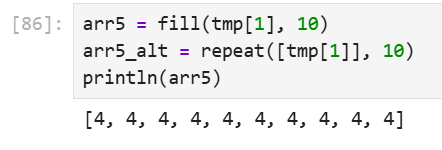 [86]: arr5 = fill(tmp[1], 10)
arr5_alt = repeat([tmp[1]], 10)
println(arr5)
[4, 4, 4, 4, 4, 4, 4, 4, 4, 4]